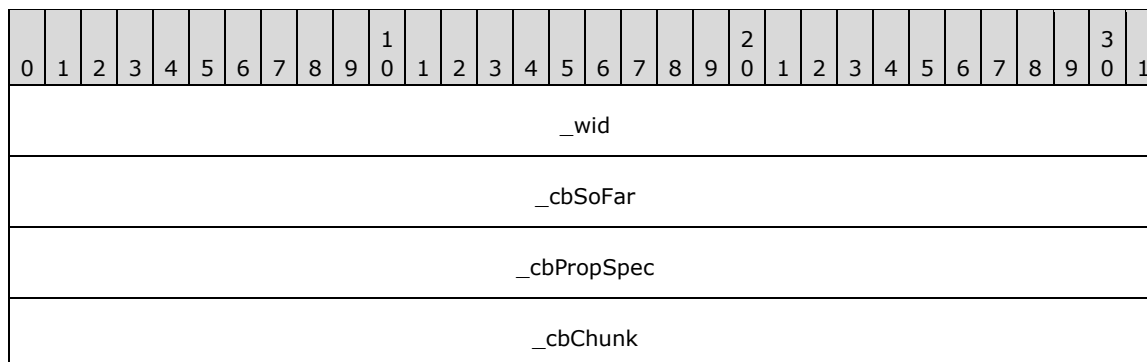 1 2 3
0 1 2 3 4 5 6 7 8 9 0 1 2 3 4 5 6 7 8 9 0 1 2 3 4 5 6 7 8 9 0 1
_wid
_cbSoFar
_cbPropSpec
_cbChunk